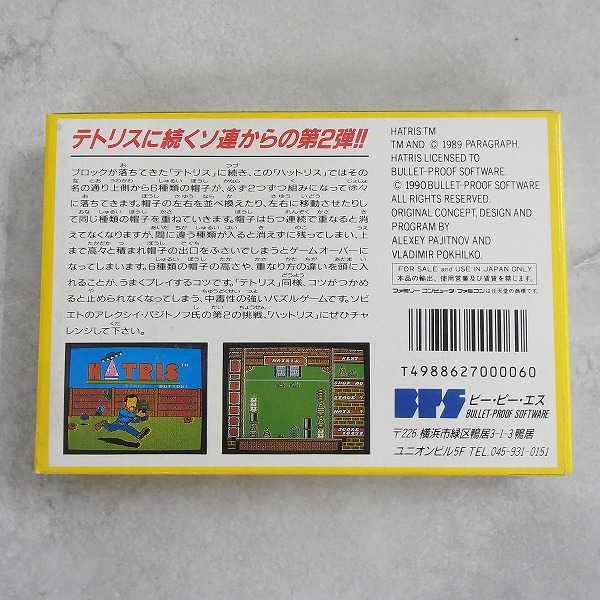 テトリスに続くソ連からの第2弾!!
ブロックが落ちてきた「テトリス」に続き、この「ハットリス」ではその
名の通り上側から6種類の帽子が、必ず2つずつ組みになって徐々
に落ちてきます。帽子の左右を並べ換えたり、左右に移動させたりし
て同じ種類の帽子を重ねていきます。帽子は5つ連続で重なると消
えてなくなりますが、間に違う種類が入ると消えずに残ってしまい、上
まで高々と積まれ帽子の出口をふさいでしまうとゲームオーバーに
なってしまいます。6種類の帽子の高さや、重なり方の違いを頭に入
れることが、うまくプレイするコツです。「テトリス」同様、コツがつかめ
ると止められなくなってしまう、中毒性の強いパズルゲームです。ソビ
エトのアレクシィ・パジトノフ氏の第2の挑戦、「ハットリス」にぜひチャ
レンジして下さい。
HATRIS
TM
START
BUTTON!
HATRIS
NEXT
STAGE
SCORE
HATRIS TM
TM AND © 1989 PARAGRAPH.
HATRIS LICENSED TO
BULLET-PROOF SOFTWARE.
© 1990 BULLET-PROOF SOFTWARE
ALL RIGHTS RESERVED.
ORIGINAL CONCEPT, DESIGN AND
PROGRAM BY
ALEXEY PAJITNOV AND
VLADIMIR POKHILKO.
FOR SALE and USE IN JAPAN ONLY
本品の輸出、使用営業及び賃貸を禁じます。
ファミリーコンピュータ・ファミコンは任天堂の商標です。
T4988627000060
BPS ビー・ピー・エス
BULLET-PROOF SOFTWARE
〒226 横浜市緑区鴨居3-1-3鴨居
ユニオンビル5F TEL. 045-931-0151